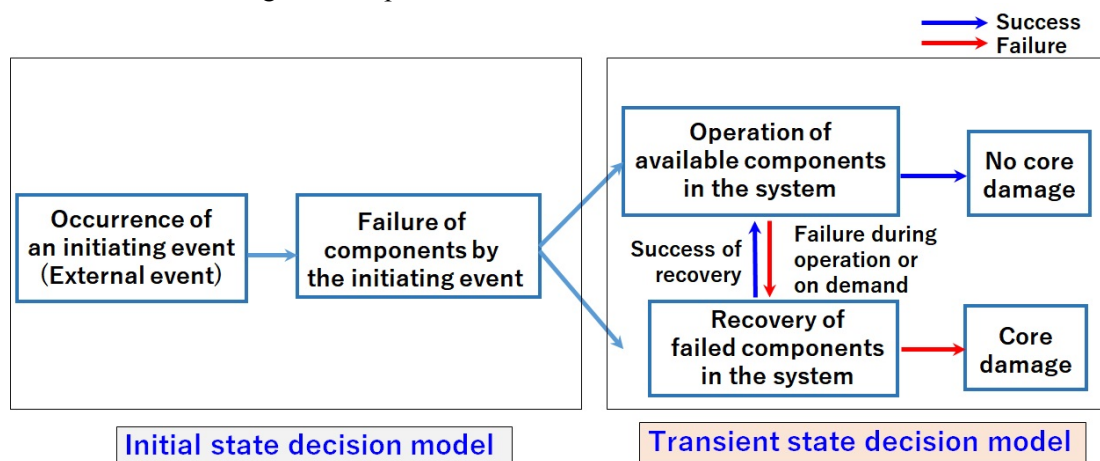 Success
Failure
Occurrence of
an initiating event
(External event)
Failure of
components by
the initiating event
Operation of
available components
in the system
No core
damage
Success of
recovery
Failure during
operation or
on demand
Recovery of
failed components
in the system
Core
damage
Initial state decision model
Transient state decision model